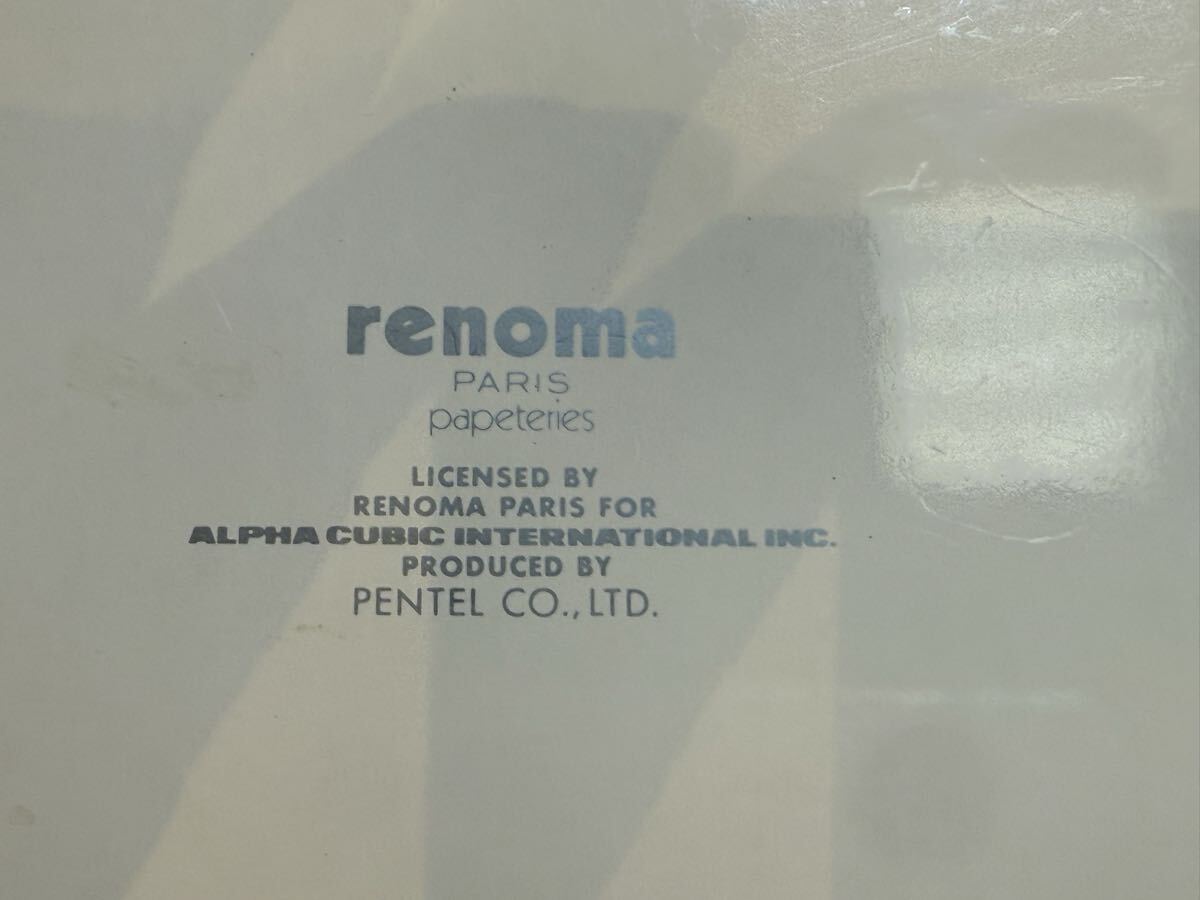 renoma
PARIS
papeteries
LICENSED BY
RENOMA PARIS FOR
ALPHA CUBIC INTERNATIONAL INC.
PRODUCED BY
PENTEL CO., LTD.